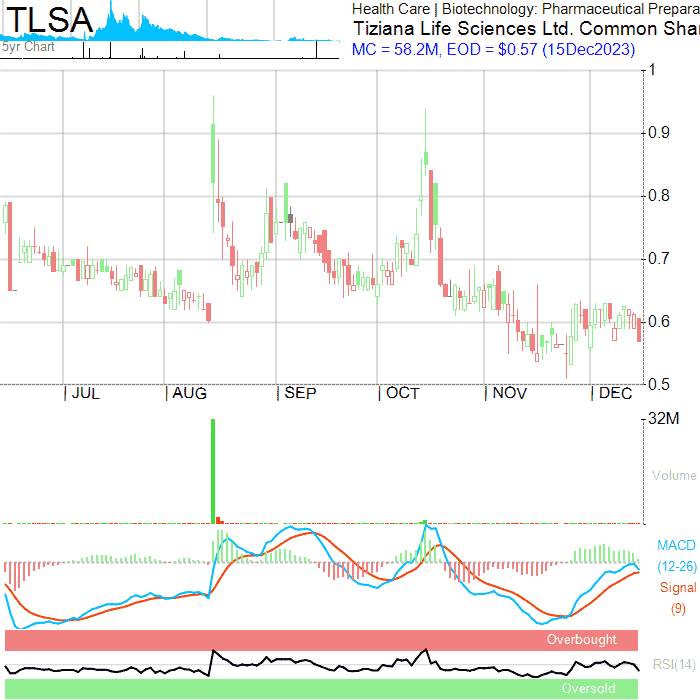 TLSA
5yr Chart
Health Care | Biotechnology: Pharmaceutical Prepara
Tiziana Life Sciences Ltd. Common Shar
MC = 58.2M, EOD = $0.57 (15Dec2023)
1
0.9
0.8
0.7
0.6
0.5
JUL AUG SEP OCT NOV DEC
32M
Volume
MACD
(12-26)
Signal
(9)
Overbought
RSI(14)
Oversold